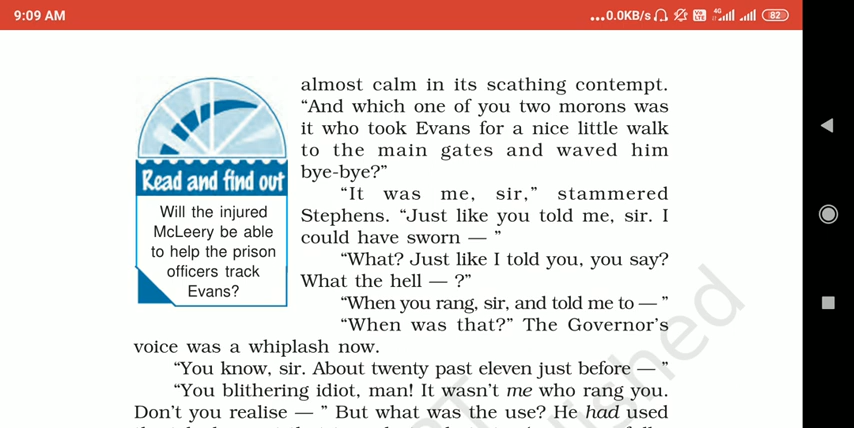 9:09 AM
...0.0KB/s
4G
82
almost calm in its scathing contempt.
“And which one of you two morons was
it who took Evans for a nice little walk
to the main gates and waved him
bye-bye?”
Read and find out
Will the injured
McLeery be able
to help the prison
officers track
Evans?
“It was me, sir,” stammered
Stephens. “Just like you told me, sir. I
could have sworn — ”
“What? Just like I told you, you say?
What the hell — ?”
“When you rang, sir, and told me to — ”
“When was that?” The Governor’s
voice was a whiplash now.
“You know, sir. About twenty past eleven just before — ”
“You blithering idiot, man! It wasn’t me who rang you.
Don’t you realise — ” But what was the use? He had used